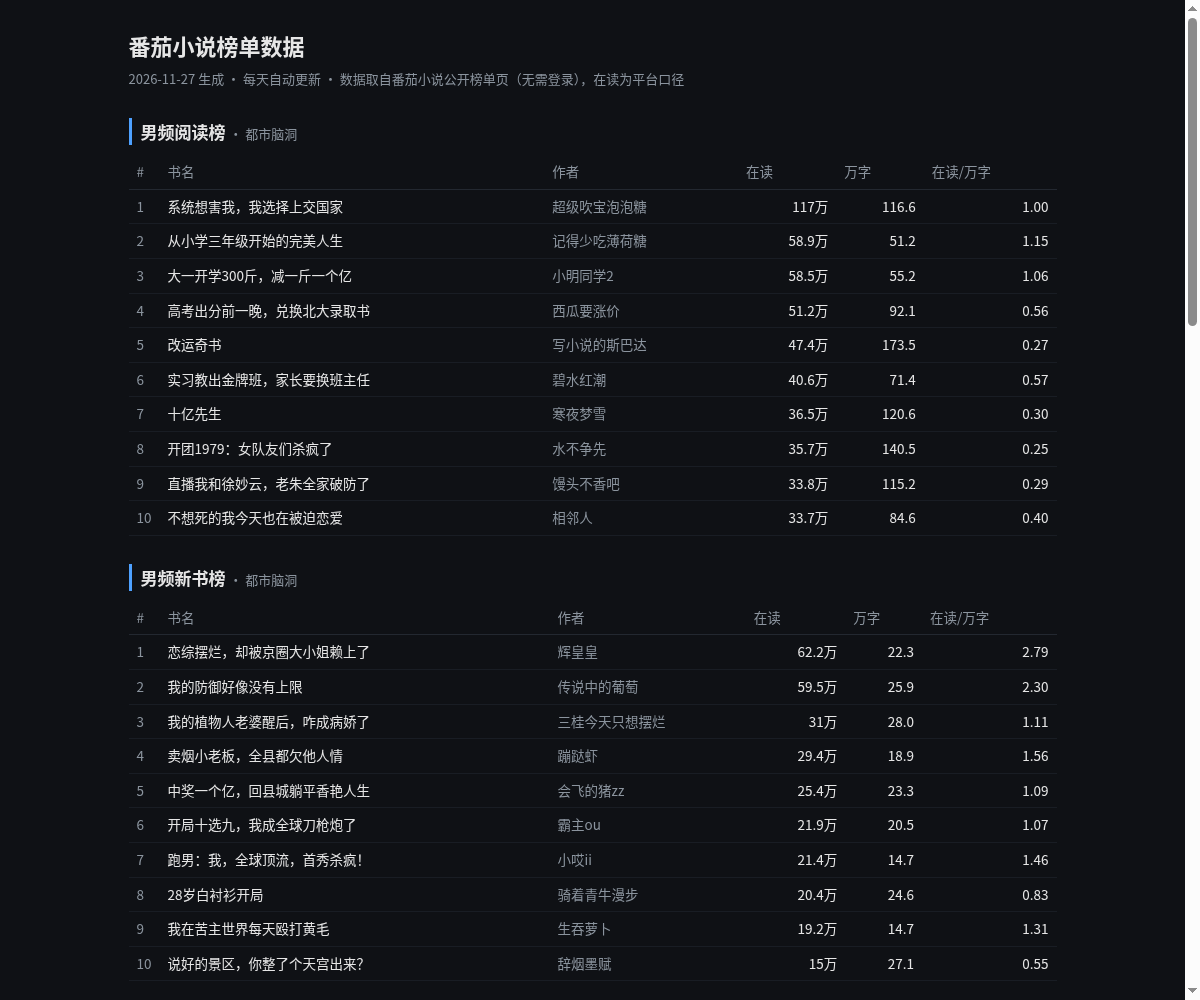 番茄小说榜单数据
2026-11-27 生成 · 每天自动更新 · 数据取自番茄小说公开榜单页（无需登录），在读为平台口径
男频阅读榜 · 都市脑洞
# 书名 作者 在读 万字 在读/万字
1 系统想害我，我选择上交国家 超级吹宝泡泡糖 117万 116.6 1.00
2 从小学三年级开始的完美人生 记得少吃薄荷糖 58.9万 51.2 1.15
3 大一开学300斤，减一斤一个亿 小明同学2 58.5万 55.2 1.06
4 高考出分前一晚，兑换北大录取书 西瓜要涨价 51.2万 92.1 0.56
5 改运奇书 写小说的斯巴达 47.4万 173.5 0.27
6 实习教出金牌班，家长要换班主任 碧水红潮 40.6万 71.4 0.57
7 十亿先生 寒夜梦雪 36.5万 120.6 0.30
8 开团1979：女队友们杀疯了 水不争先 35.7万 140.5 0.25
9 直播我和徐妙云，老朱全家破防了 馒头不香吧 33.8万 115.2 0.29
10 不想死的我今天也在被迫恋爱 相邻人 33.7万 84.6 0.40
男频新书榜 · 都市脑洞
# 书名 作者 在读 万字 在读/万字
1 恋综摆烂，却被京圈大小姐赖上了 辉皇皇 62.2万 22.3 2.79
2 我的防御好像没有上限 传说中的葡萄 59.5万 25.9 2.30
3 我的植物人老婆醒后，咋成病娇了 三桂今天只想摆烂 31万 28.0 1.11
4 卖烟小老板，全县都欠他人情 蹦跶虾 29.4万 18.9 1.56
5 中奖一个亿，回县城躺平香艳人生 会飞的猪zz 25.4万 23.3 1.09
6 开局十选九，我成全球刀枪炮了 霸主ou 21.9万 20.5 1.07
7 跑男：我，全球顶流，首秀杀疯！ 小哎ii 21.4万 14.7 1.46
8 28岁白衬衫开局 骑着青牛漫步 20.4万 24.6 0.83
9 我在苦主世界每天殴打黄毛 生吞萝卜 19.2万 14.7 1.31
10 说好的景区，你整了个天宫出来？ 辞烟墨赋 15万 27.1 0.55